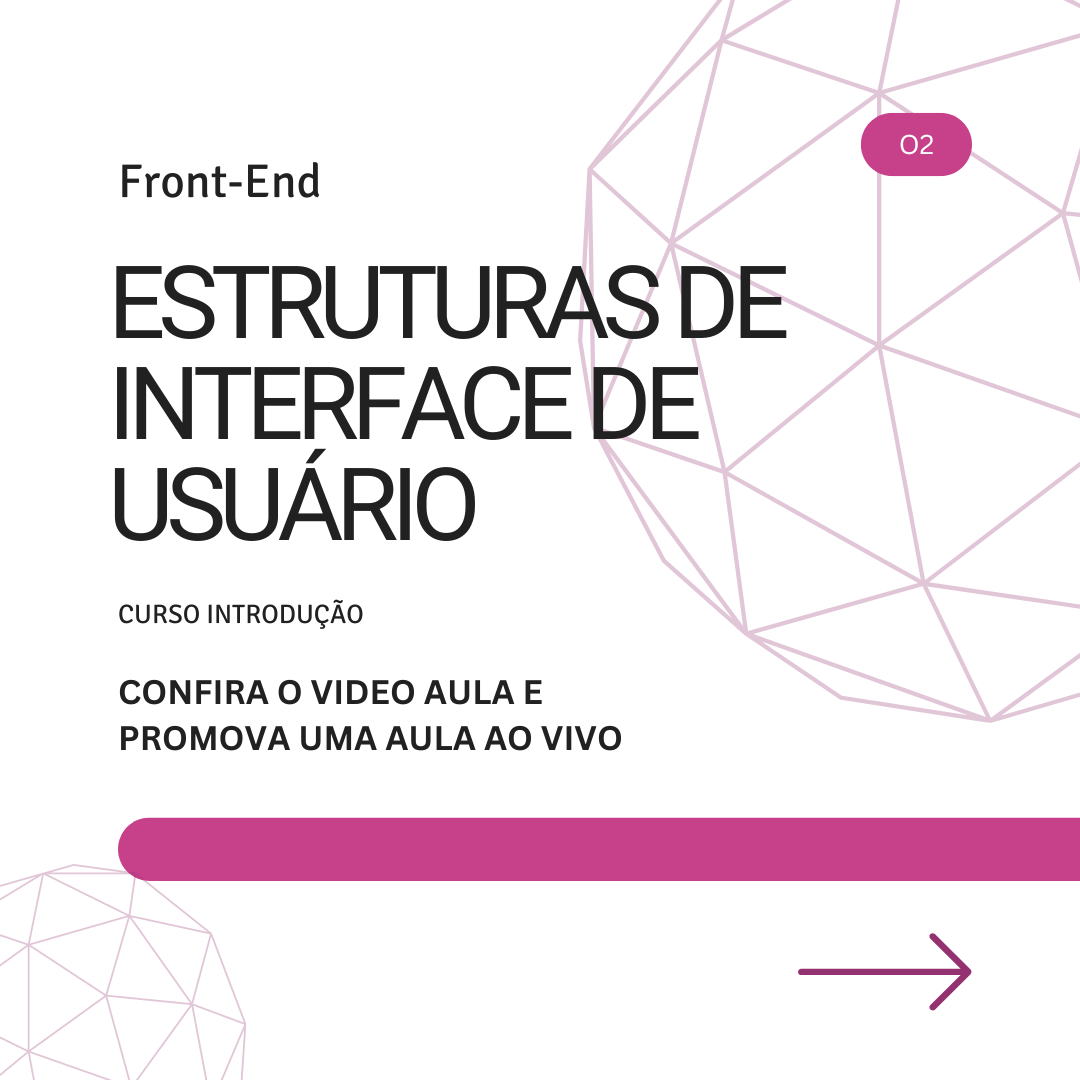 O2
Front-End
ESTRUTURAS DE
INTERFACE DE
USUÁRIO
CURSO INTRODUÇÃO
CONFIRA O VIDEO AULA E
PROMOVA UMA AULA AO VIVO